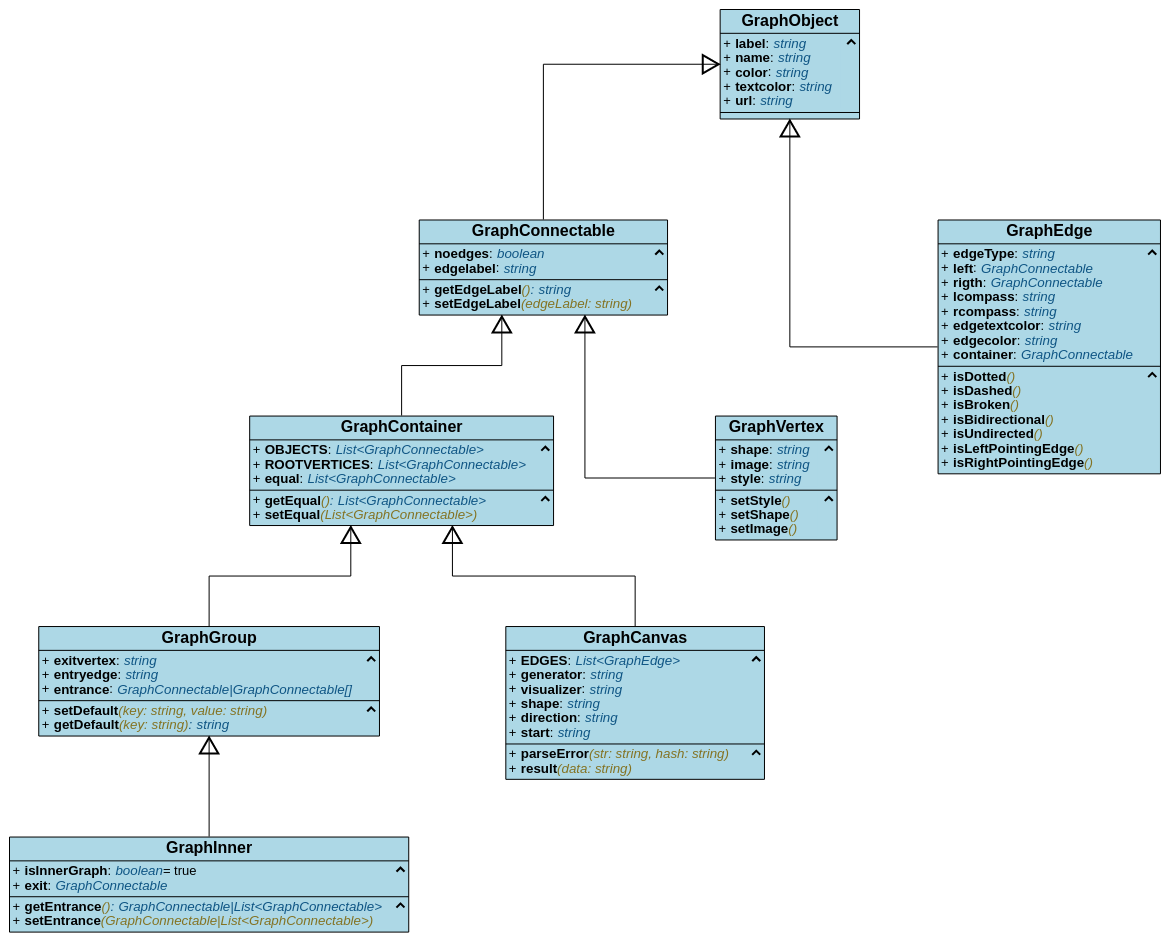 GraphObject
+ label: string
+ name: string
+ color: string
+ textcolor: string
+ url: string
GraphConnectable
+ noedges: boolean
+ edgelabel: string
+ getEdgeLabel(): string
+ setEdgeLabel(edgeLabel: string)
GraphEdge
+ edgeType: string
+ left: GraphConnectable
+ rigth: GraphConnectable
+ lcompass: string
+ rcompass: string
+ edgetextcolor: string
+ edgecolor: string
+ container: GraphConnectable
+ isDotted()
+ isDashed()
+ isBroken()
+ isBidirectional()
+ isUndirected()
+ isLeftPointingEdge()
+ isRightPointingEdge()
GraphContainer
+ OBJECTS: List<GraphConnectable>
+ ROOTVERTICES: List<GraphConnectable>
+ equal: List<GraphConnectable>
+ getEqual(): List<GraphConnectable>
+ setEqual(List<GraphConnectable>)
GraphVertex
+ shape: string
+ image: string
+ style: string
+ setStyle()
+ setShape()
+ setImage()
GraphGroup
+ exitvertex: string
+ entryedge: string
+ entrance: GraphConnectable|GraphConnectable[]
+ setDefault(key: string, value: string)
+ getDefault(key: string): string
GraphCanvas
+ EDGES: List<GraphEdge>
+ generator: string
+ visualizer: string
+ shape: string
+ direction: string
+ start: string
+ parseError(str: string, hash: string)
+ result(data: string)
GraphInner
+ isInnerGraph: boolean= true
+ exit: GraphConnectable
+ getEntrance(): GraphConnectable|List<GraphConnectable>
+ setEntrance(GraphConnectable|List<GraphConnectable>)